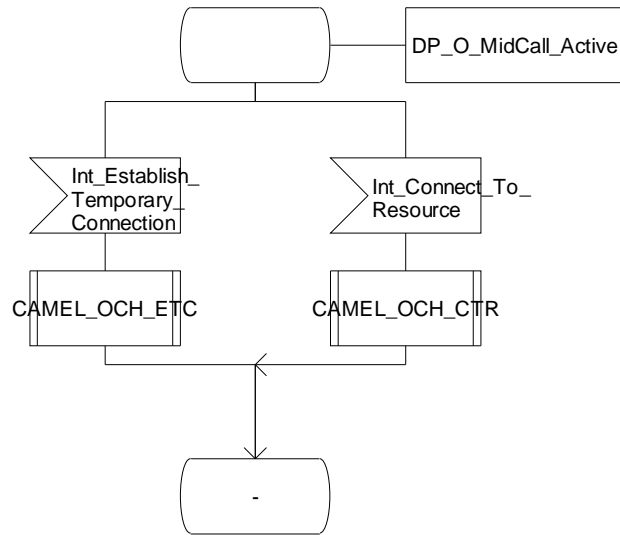 DP_O_MidCall_Active
Int_Establish_
Temporary_
Connection
Int_Connect_To_
Resource
CAMEL_OCH_ETC
CAMEL_OCH_CTR
-